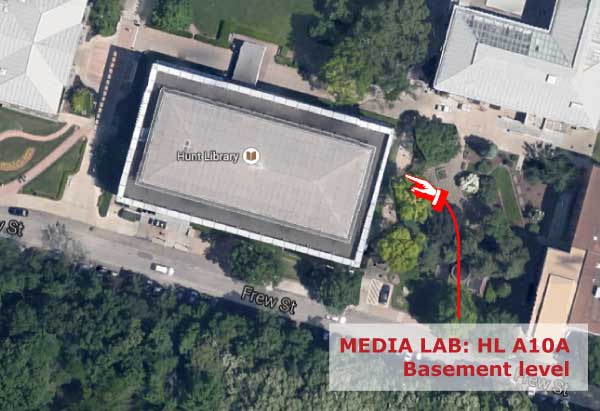 Hunt Library
St
Frew St
MEDIA LAB: HL A10A
Basement level
Frew St